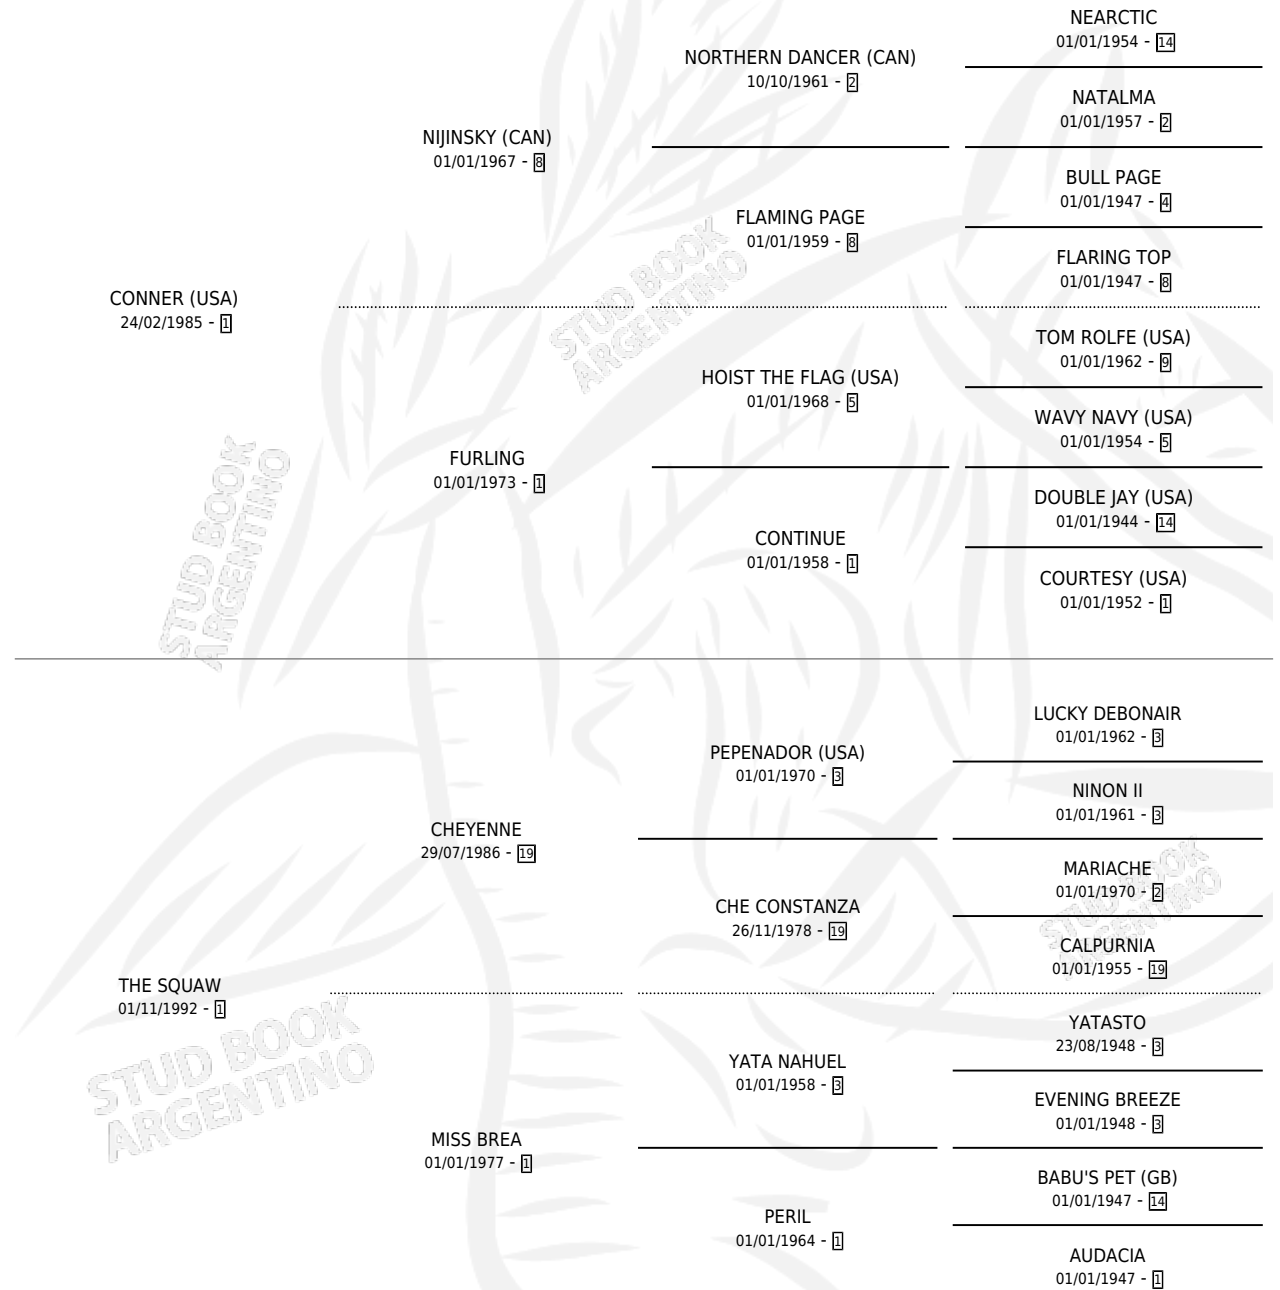 NEARCTIC
01/01/1954 - 14
NORTHERN DANCER (CAN)
10/10/1961 - 2
NATALMA
01/01/1957 - 2
NIJINSKY (CAN)
01/01/1967 - 8
BULL PAGE
01/01/1947 - 4
FLAMING PAGE
01/01/1959 - 8
FLARING TOP
01/01/1947 - 8
CONNER (USA)
24/02/1985 - 1
TOM ROLFE (USA)
01/01/1962 - 9
HOIST THE FLAG (USA)
01/01/1968 - 5
WAVY NAVY (USA)
01/01/1954 - 5
FURLING
01/01/1973 - 1
DOUBLE JAY (USA)
01/01/1944 - 14
CONTINUE
01/01/1958 - 1
COURTESY (USA)
01/01/1952 - 1
LUCKY DEBONAIR
01/01/1962 - 3
PEPENADOR (USA)
01/01/1970 - 3
NINON II
01/01/1961 - 3
CHEYENNE
29/07/1986 - 19
MARIACHE
01/01/1970 - 2
CHE CONSTANZA
26/11/1978 - 19
CALPURNIA
01/01/1955 - 19
THE SQUAW
01/11/1992 - 1
YATASTO
23/08/1948 - 3
YATA NAHUEL
01/01/1958 - 3
EVENING BREEZE
01/01/1948 - 3
MISS BREA
01/01/1977 - 1
BABU'S PET (GB)
01/01/1947 - 14
PERIL
01/01/1964 - 1
AUDACIA
01/01/1947 - 1
STUD BOOK
ARGENTINO
STUD BOOK
ARGENTINO
STUD BOOK
ARGENTINO
STUD BOOK
ARGENTINO